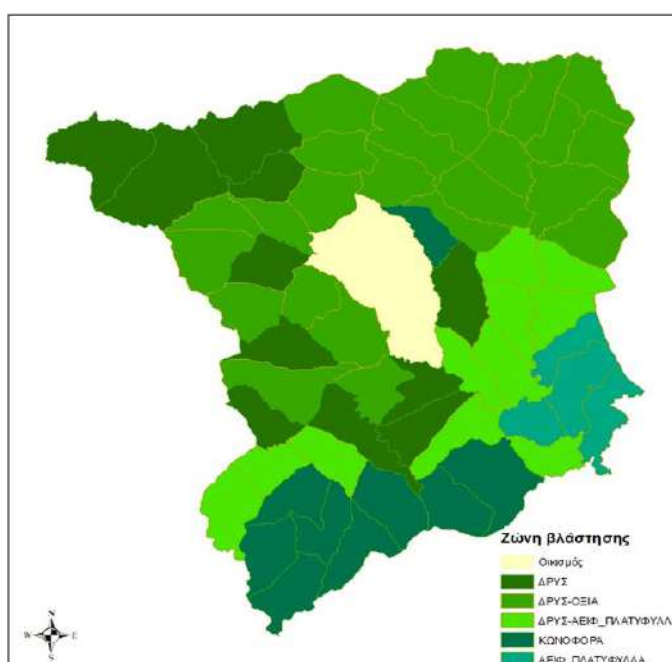 Ζώνη βλάστησης
Οικισμός
ΔΡΥΣ
ΔΡΥΣ-ΟΞΙΑ
ΔΡΥΣ-ΑΕΙΦ_ΠΛΑΤΥΦΥΛΛ
ΚΩΝΟΦΟΡΑ
ΑΕΙΦ_ΠΛΑΤΥΦΥΛΛΑ
N
W E
S